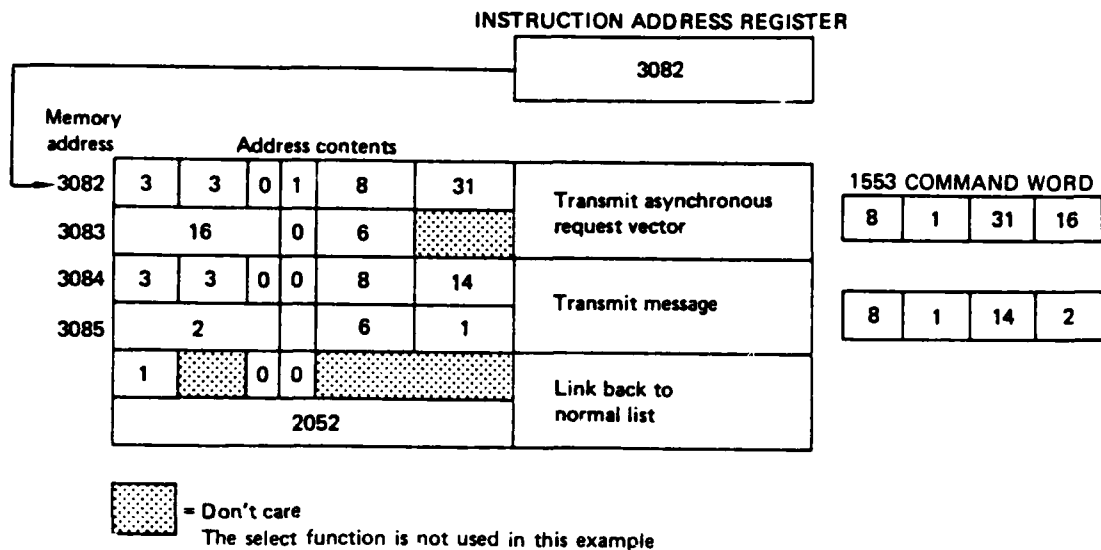 INSTRUCTION ADDRESS REGISTER
3082
Memory
address
Address contents
3082 3 3 0 1 8 31
Transmit asynchronous
request vector
1553 COMMAND WORD
8 1 31 16
3083 16 0 6
3084 3 3 0 0 8 14
Transmit message
8 1 14 2
3085 2 6 1
1 0 0
Link back to
normal list
2052
= Don't care
The select function is not used in this example